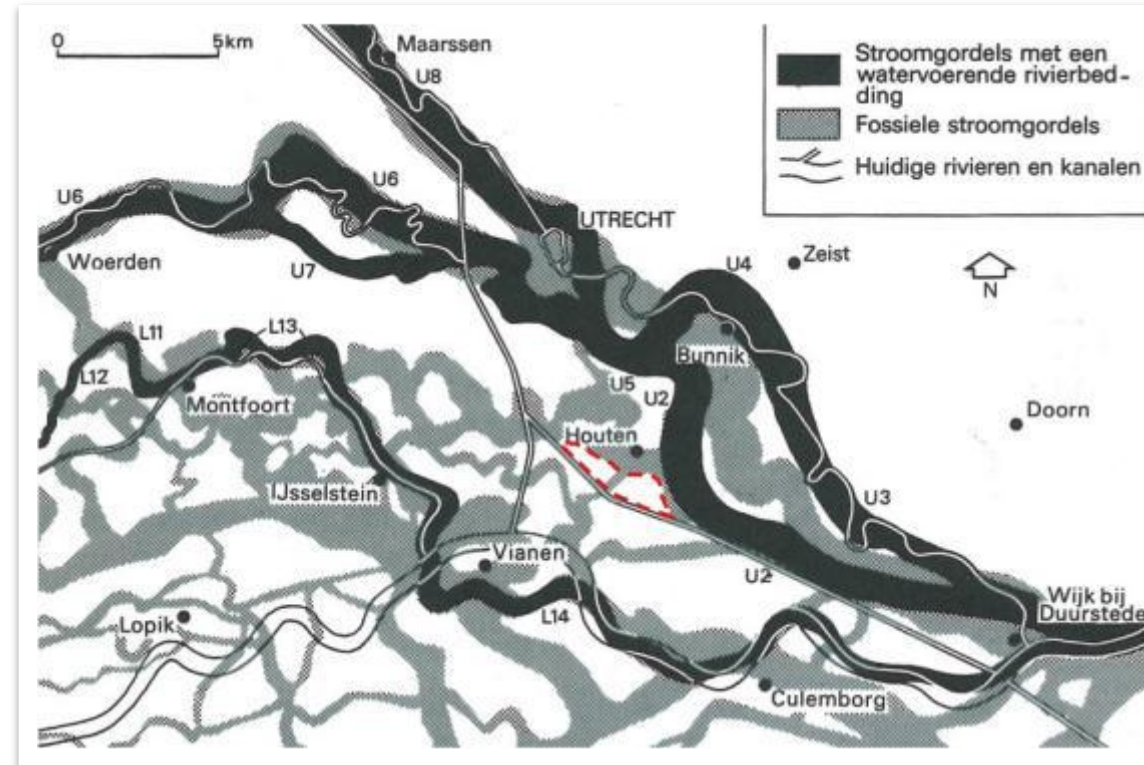 0 5km
Maarssen
U8
Stroomgordels met een
watervoerende rivierbed-
ding
Fossiele stroomgordels
Huidige rivieren en kanalen
U6
U6
UTRECHT
U4
Zeist
Woerden
U7
N
L11
L13
Bunnik
L12
U5
U2
Montfoort
Doorn
Houten
IJsselstein
U3
Vianen
U2
Wijk bij
Duurstede
Lopik
L14
Culemborg